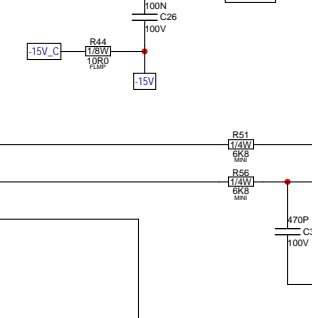 100N
C26
100V
R44
-15V_C
1/8W
10R0
FLMP
-15V
R51
1/4W
6K8
MINI
R56
1/4W
6K8
MINI
470P
100V